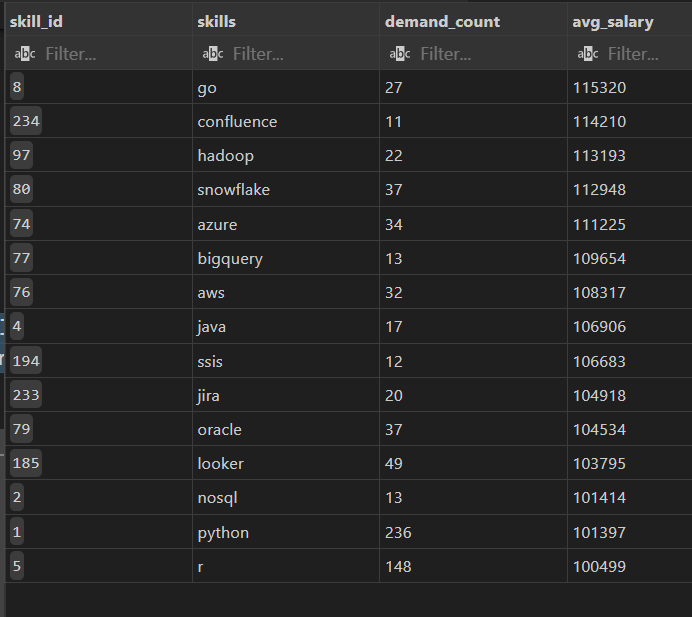 skill_id skills demand_count avg_salary
abc Filter... abc Filter... abc Filter... abc Filter...
8 go 27 115320
234 confluence 11 114210
97 hadoop 22 113193
80 snowflake 37 112948
74 azure 34 111225
77 bigquery 13 109654
76 aws 32 108317
4 java 17 106906
194 ssis 12 106683
233 jira 20 104918
79 oracle 37 104534
185 looker 49 103795
2 nosql 13 101414
1 python 236 101397
5 r 148 100499